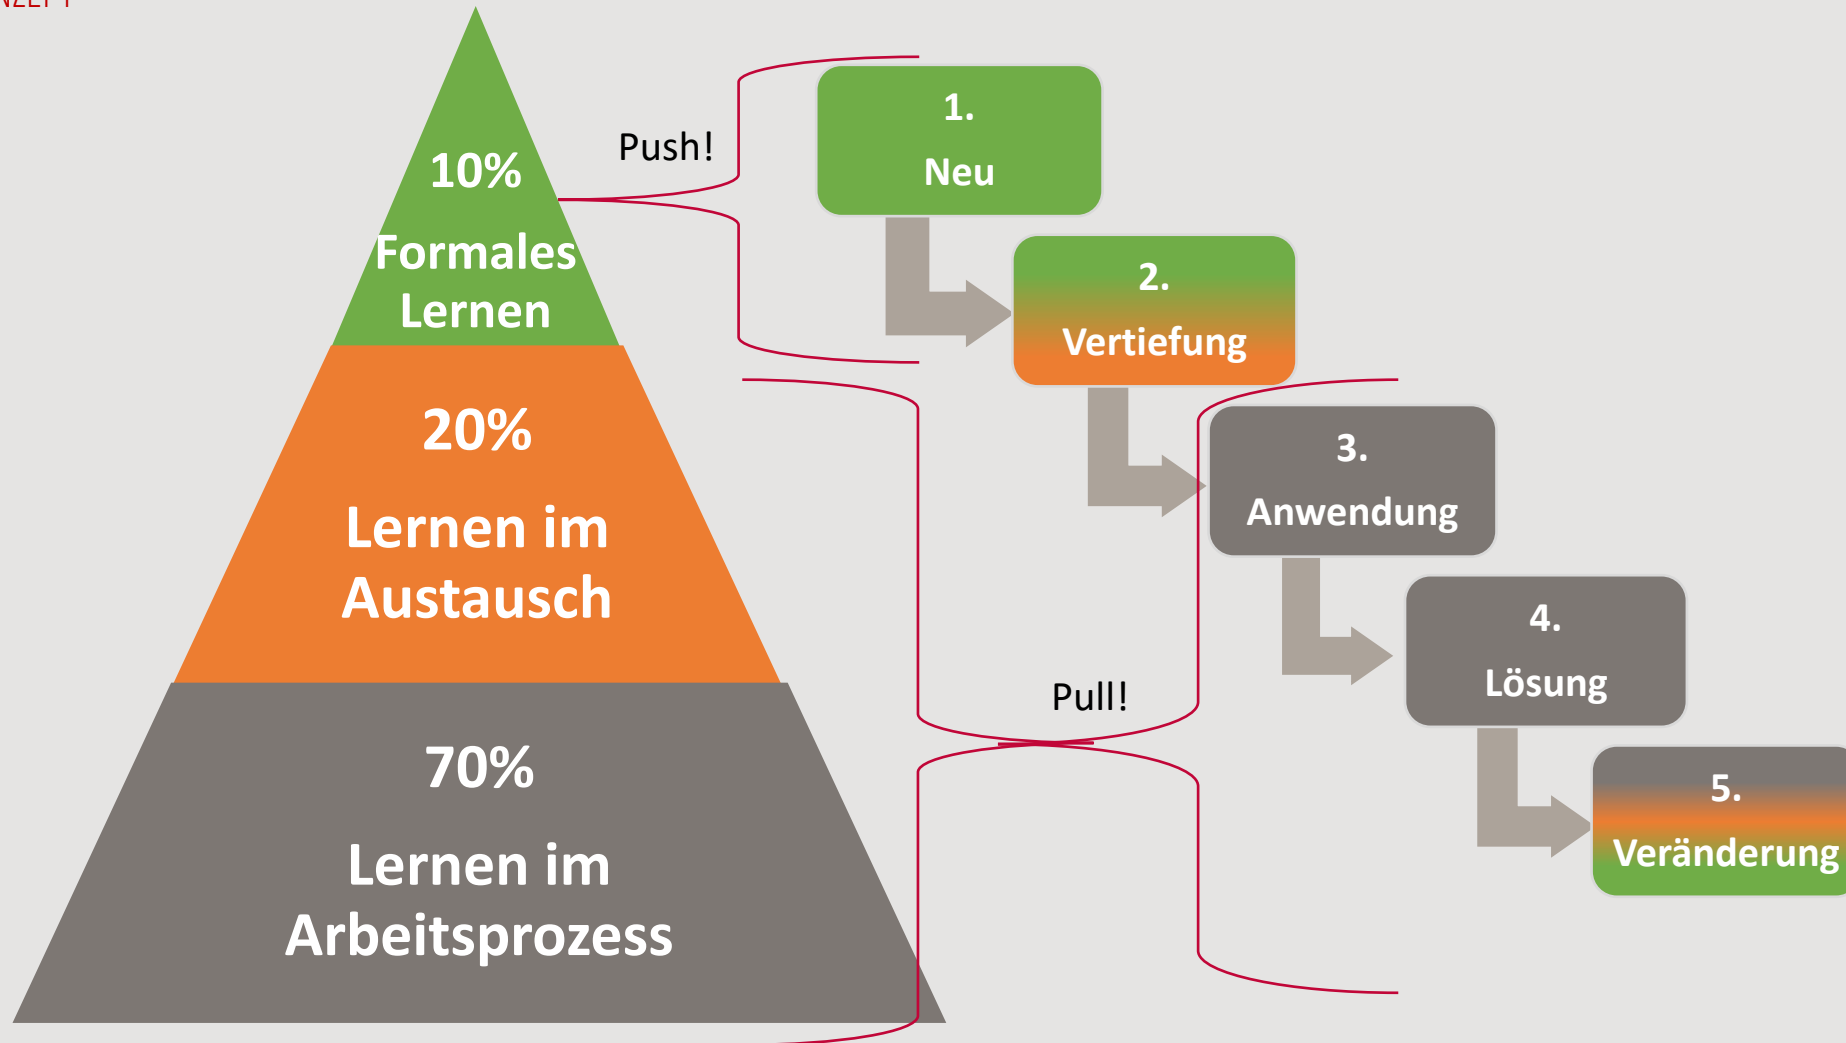 10%
Formales
Lernen
20%
Lernen im
Austausch
70%
Lernen im
Arbeitsprozess
Push!
Pull!
1.
Neu
2.
Vertiefung
3.
Anwendung
4.
Lösung
5.
Veränderung